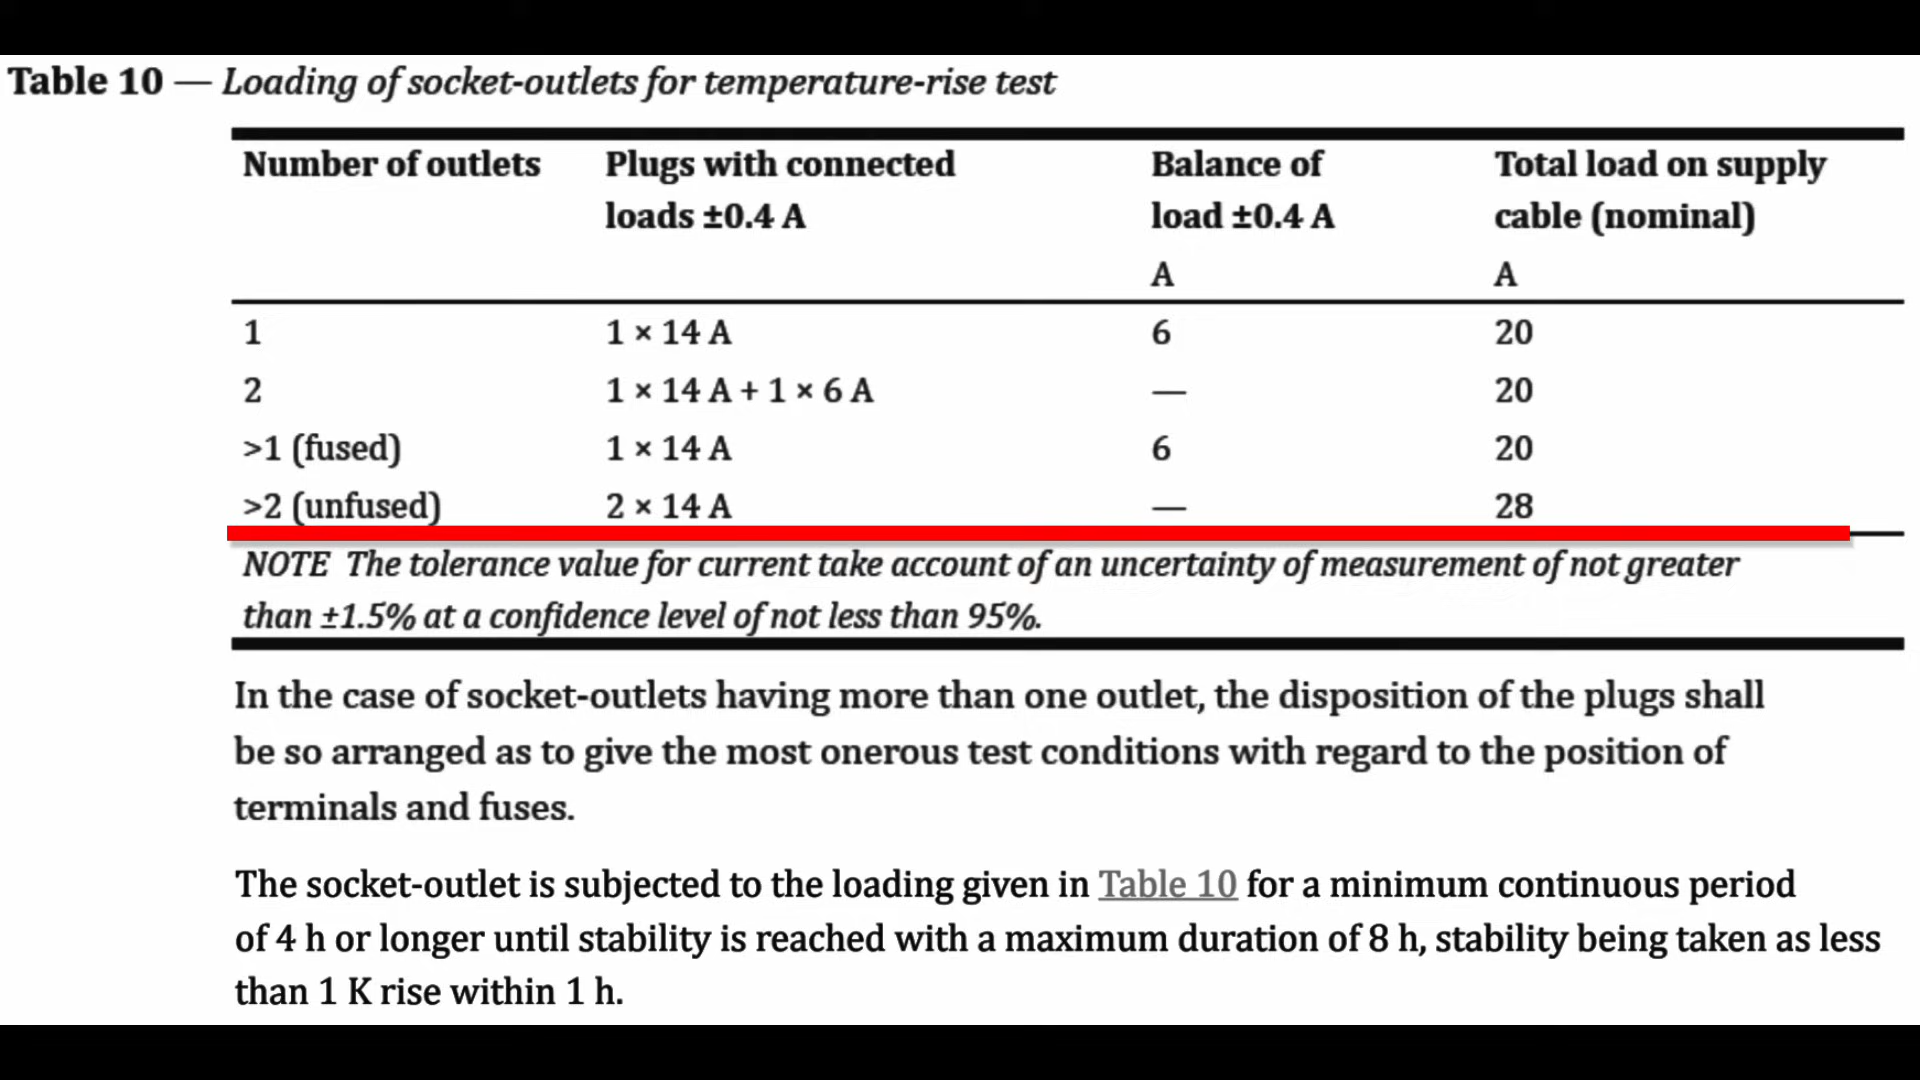 Table 10 — Loading of socket-outlets for temperature-rise test
Number of outlets Plugs with connected Balance of Total load on supply
loads ±0.4 A load ±0.4 A cable (nominal)
A A
1 1 × 14 A 6 20
2 1 × 14 A + 1 × 6 A — 20
>1 (fused) 1 × 14 A 6 20
>2 (unfused) 2 × 14 A — 28
NOTE The tolerance value for current take account of an uncertainty of measurement of not greater
than ±1.5% at a confidence level of not less than 95%.
In the case of socket-outlets having more than one outlet, the disposition of the plugs shall
be so arranged as to give the most onerous test conditions with regard to the position of
terminals and fuses.
The socket-outlet is subjected to the loading given in Table 10 for a minimum continuous period
of 4 h or longer until stability is reached with a maximum duration of 8 h, stability being taken as less
than 1 K rise within 1 h.